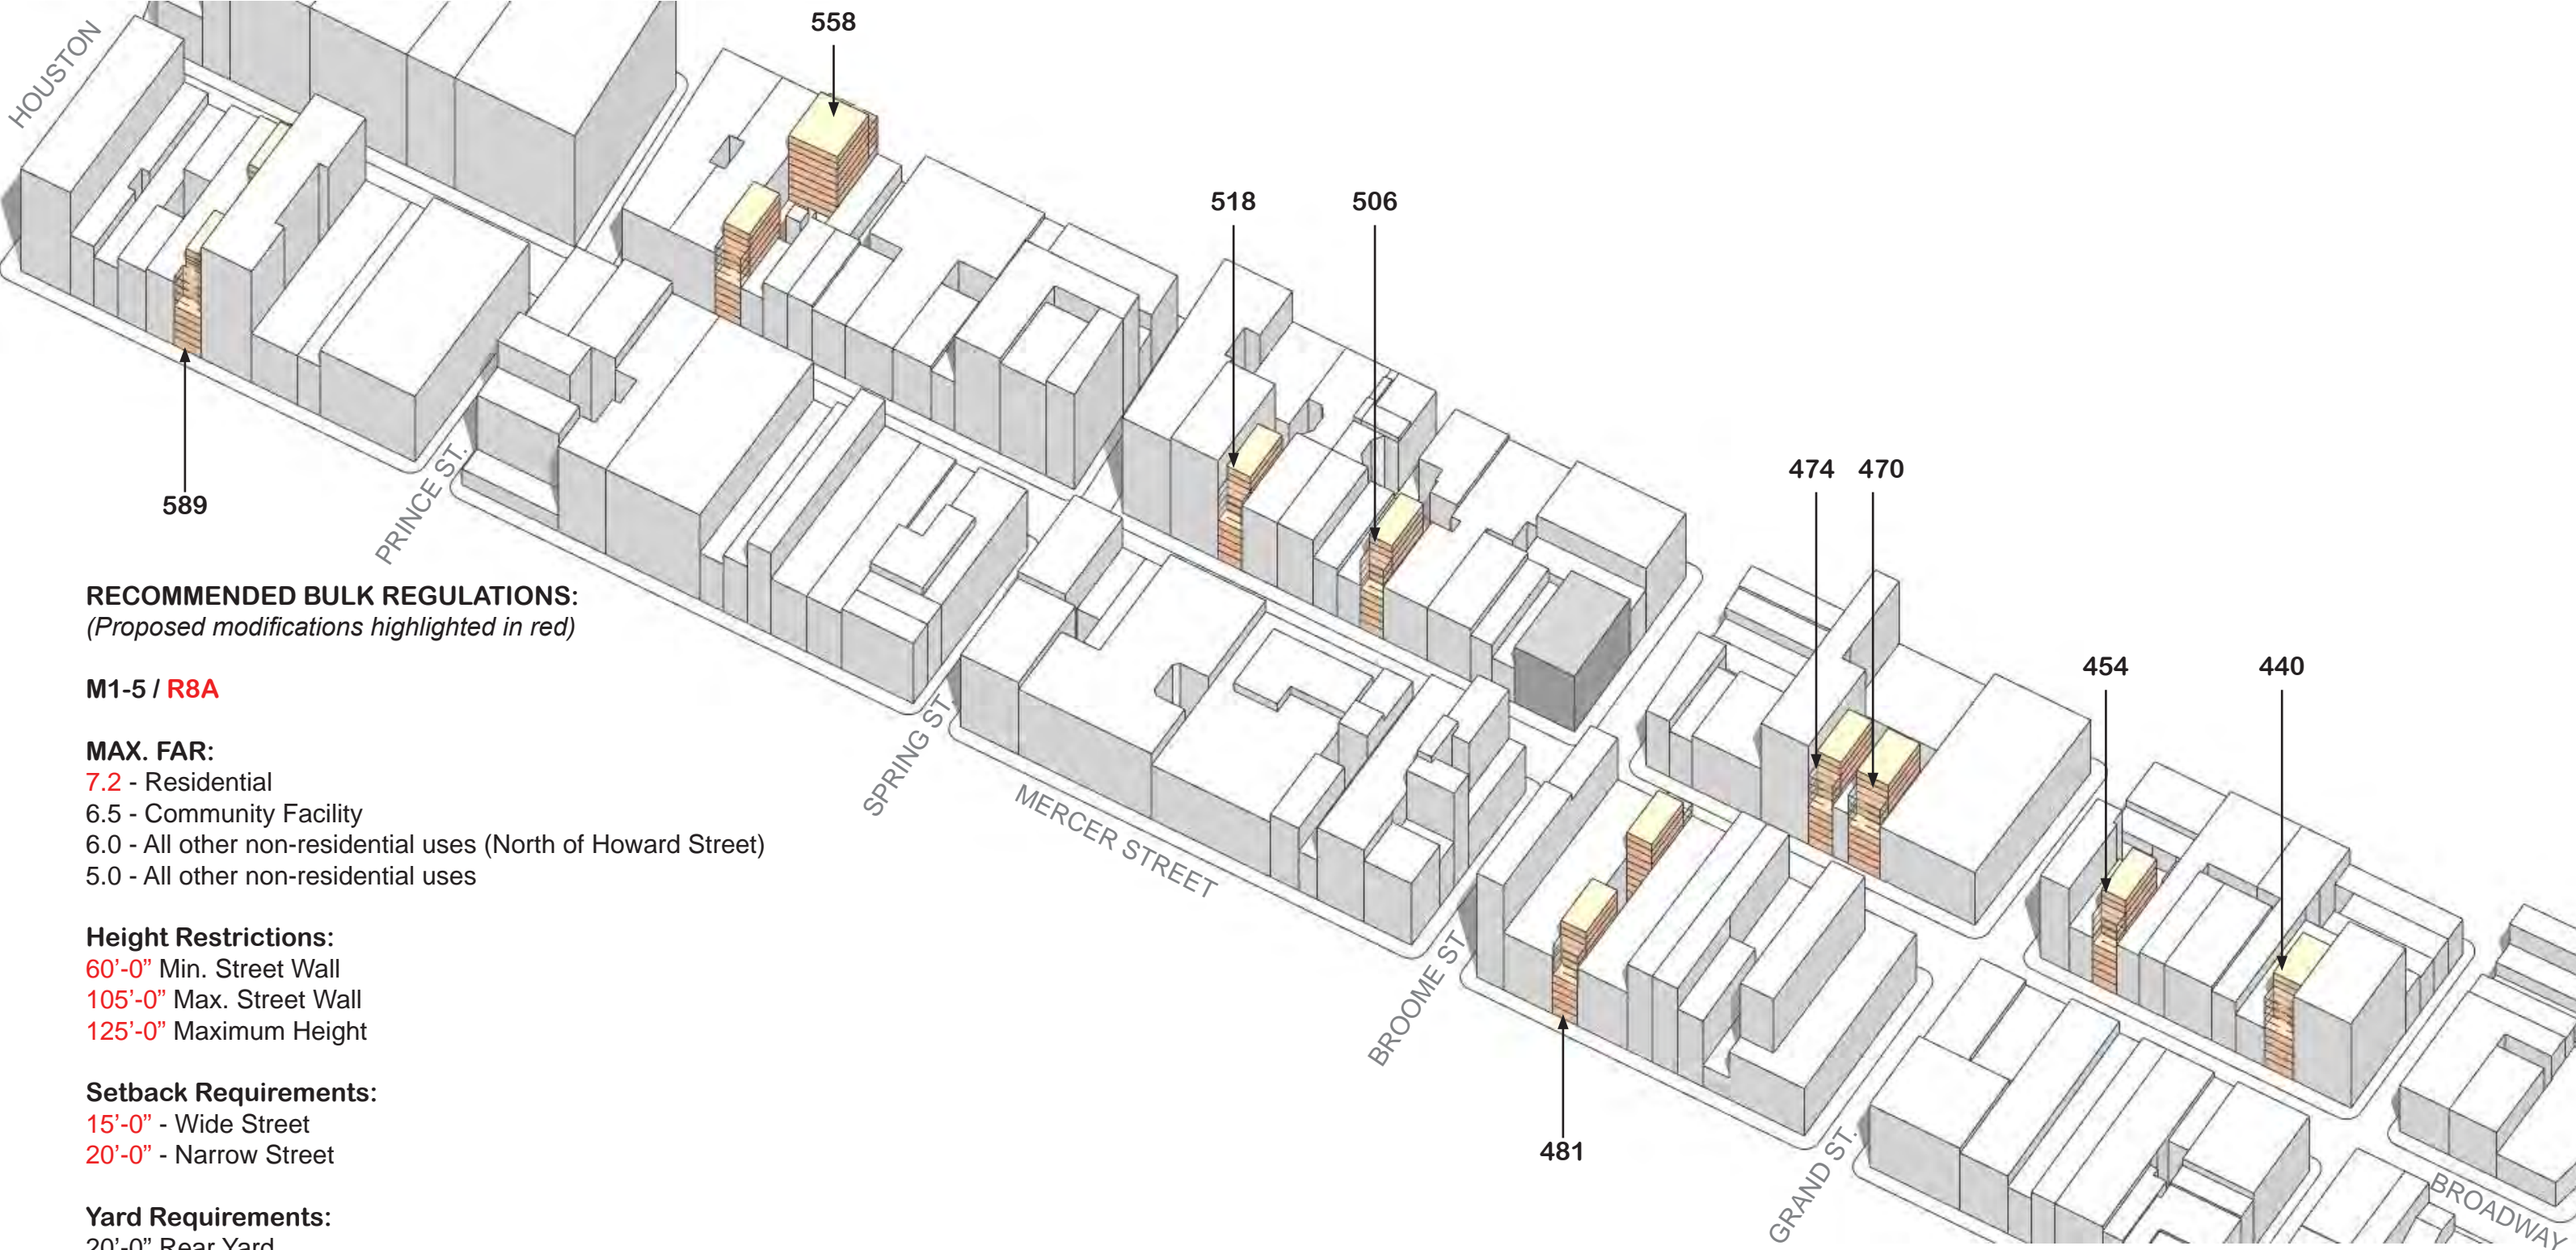 HOUSTON
558
518
506
474
470
454
440
589
PRINCE ST.
SPRING ST.
MERCER STREET
BROOME ST
481
GRAND ST.
BROADWAY
RECOMMENDED BULK REGULATIONS:
(Proposed modifications highlighted in red)
M1-5 / R8A
MAX. FAR:
7.2 - Residential
6.5 - Community Facility
6.0 - All other non-residential uses (North of Howard Street)
5.0 - All other non-residential uses
Height Restrictions:
60’-0” Min. Street Wall
105’-0” Max. Street Wall
125’-0” Maximum Height
Setback Requirements:
15’-0” - Wide Street
20’-0” - Narrow Street
Yard Requirements:
20’-0” Rear Yard